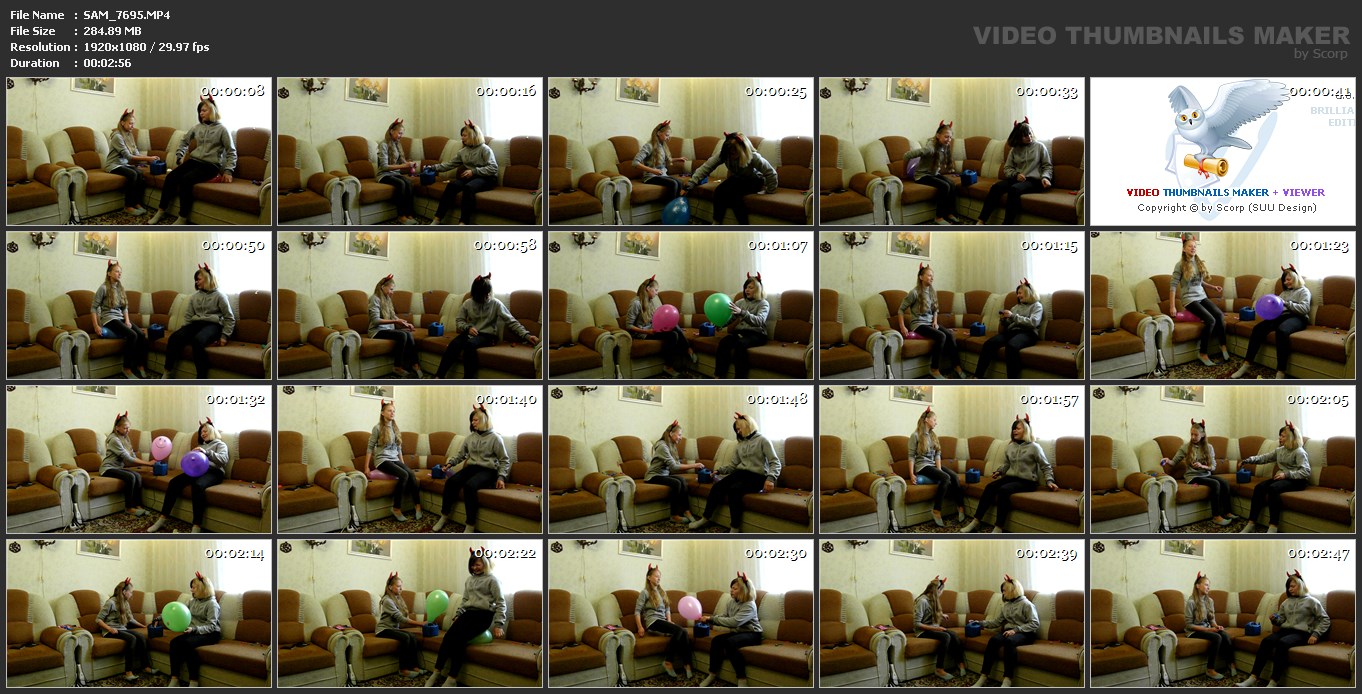 File Name : SAM_7695.MP4
File Size : 284.89 MB
Resolution : 1920x1080 / 29.97 fps
Duration : 00:02:56
VIDEO THUMBNAILS MAKER
by Scorp
00:00:08
00:00:16
00:00:25
00:00:33
00:00:41
BRILLIA
EDITI
VIDEO THUMBNAILS MAKER + VIEWER
Copyright © by Scorp (SUU Design)
00:00:50
00:00:58
00:01:07
00:01:15
00:01:23
00:01:32
00:01:40
00:01:48
00:01:57
00:02:05
00:02:14
00:02:22
00:02:30
00:02:39
00:02:47